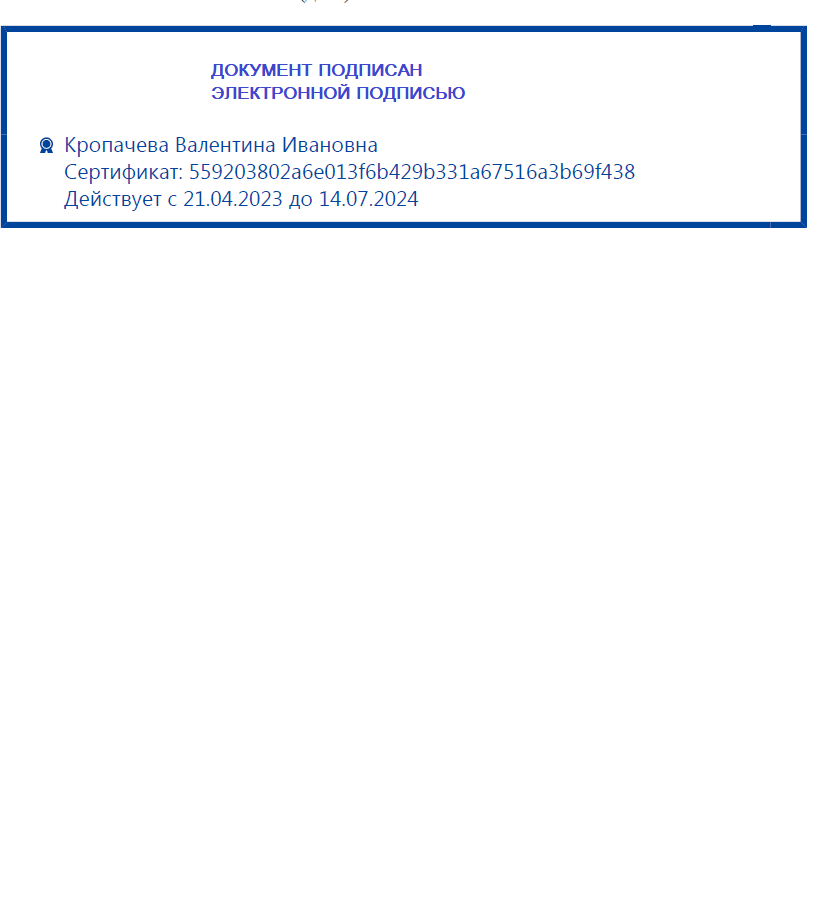 ДОКУМЕНТ ПОДПИСАН
ЭЛЕКТРОННОЙ ПОДПИСЬЮ
Кропачева Валентина Ивановна
Сертификат: 559203802a6e013f6b429b331a67516a3b69f438
Действует с 21.04.2023 до 14.07.2024